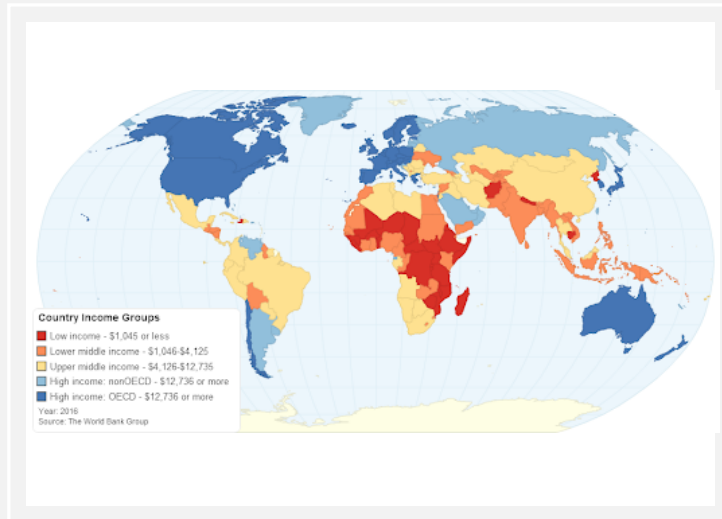 Country Income Groups
Low income - $1,045 or less
Lower middle income - $1,046-$4,125
Upper middle income - $4,126-$12,735
High income: nonOECD - $12,736 or more
High income: OECD - $12,736 or more
Year: 2016
Source: The World Bank Group